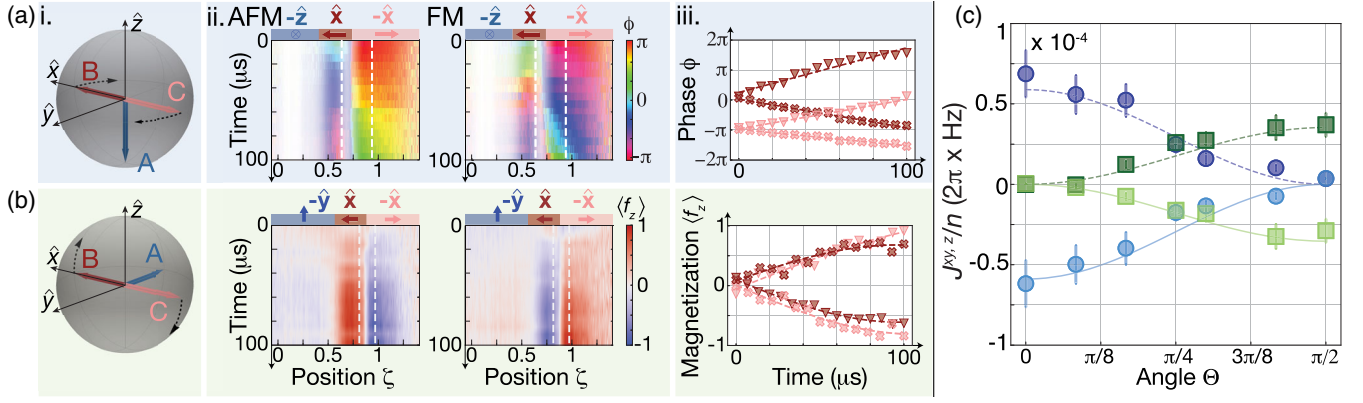 (a) i.
ẑ
B
x̂
ŷ
C
A
ii. AFM
-ẑ x̂ -x̂
FM
-ẑ x̂ -x̂
ϕ
0
Time (μs)
100
π
0
-π
0 0.5 1
0 0.5 1
iii.
Phase ϕ
2π
π
0
-π
-2π
0 100
(b)
ẑ
B
x̂
A
ŷ
C
-ŷ x̂ -x̂
-ŷ x̂ -x̂
⟨f_z⟩
0
Time (μs)
100
1
0
-1
0 0.5 1
Position ζ
0 0.5 1
Position ζ
Magnetization ⟨f_z⟩
1
0
-1
0 100
Time (μs)
(c)
x 10⁻⁴
J^{xy, z}/n (2π x Hz)
1
0.5
0
-0.5
-1
0 π/8 π/4 3π/8 π/2
Angle Θ